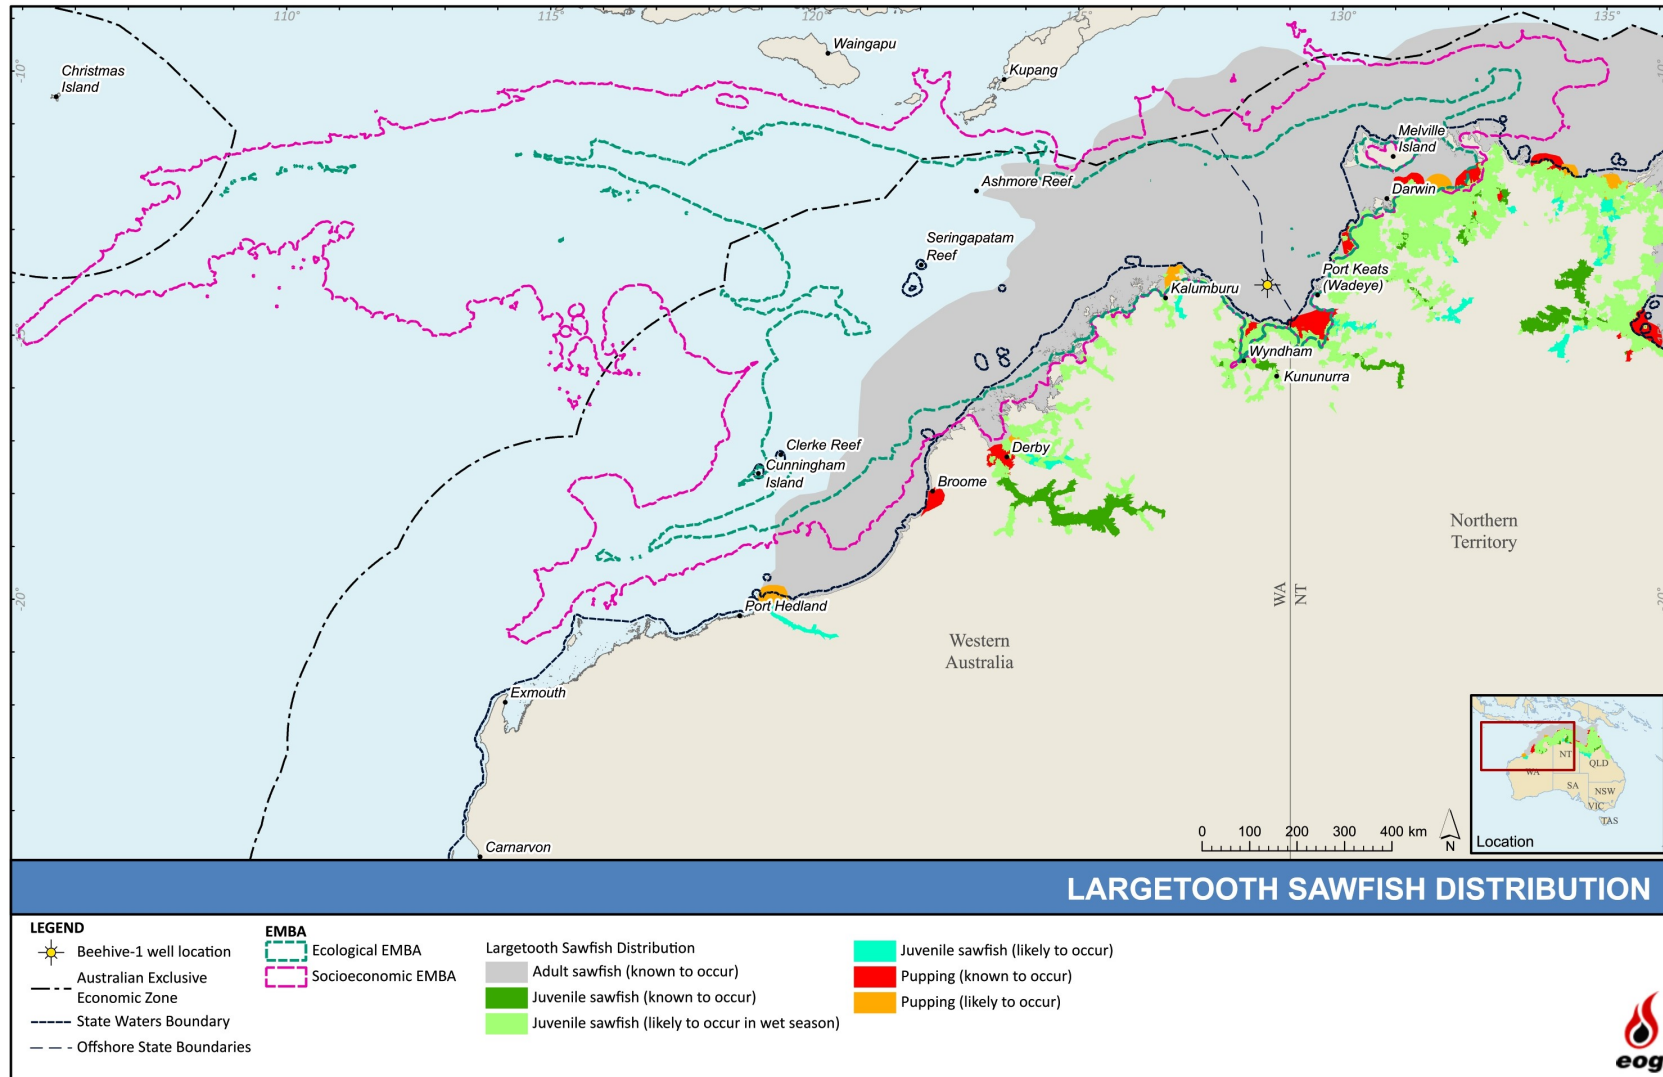 110°
115°
120°
125°
130°
135°
-10°
-10°
Christmas
Island
Waingapu
Kupang
Ashmore Reef
Seringapatam
Reef
Melville
Island
Darwin
Port Keats
(Wadeye)
Kalumburu
Wyndham
Kununurra
Clerke Reef
Cunningham
Island
Derby
Broome
Northern
Territory
WA
NT
-20°
Port Hedland
Western
Australia
Exmouth
Carnarvon
0 100 200 300 400 km
N
WA
NT
QLD
SA
NSW
VIC
TAS
Location
LARGETOOTH SAWFISH DISTRIBUTION
LEGEND
Beehive-1 well location
Australian Exclusive
Economic Zone
State Waters Boundary
Offshore State Boundaries
EMBA
Ecological EMBA
Socioeconomic EMBA
Largetooth Sawfish Distribution
Adult sawfish (known to occur)
Juvenile sawfish (known to occur)
Juvenile sawfish (likely to occur in wet season)
Juvenile sawfish (likely to occur)
Pupping (known to occur)
Pupping (likely to occur)
eog